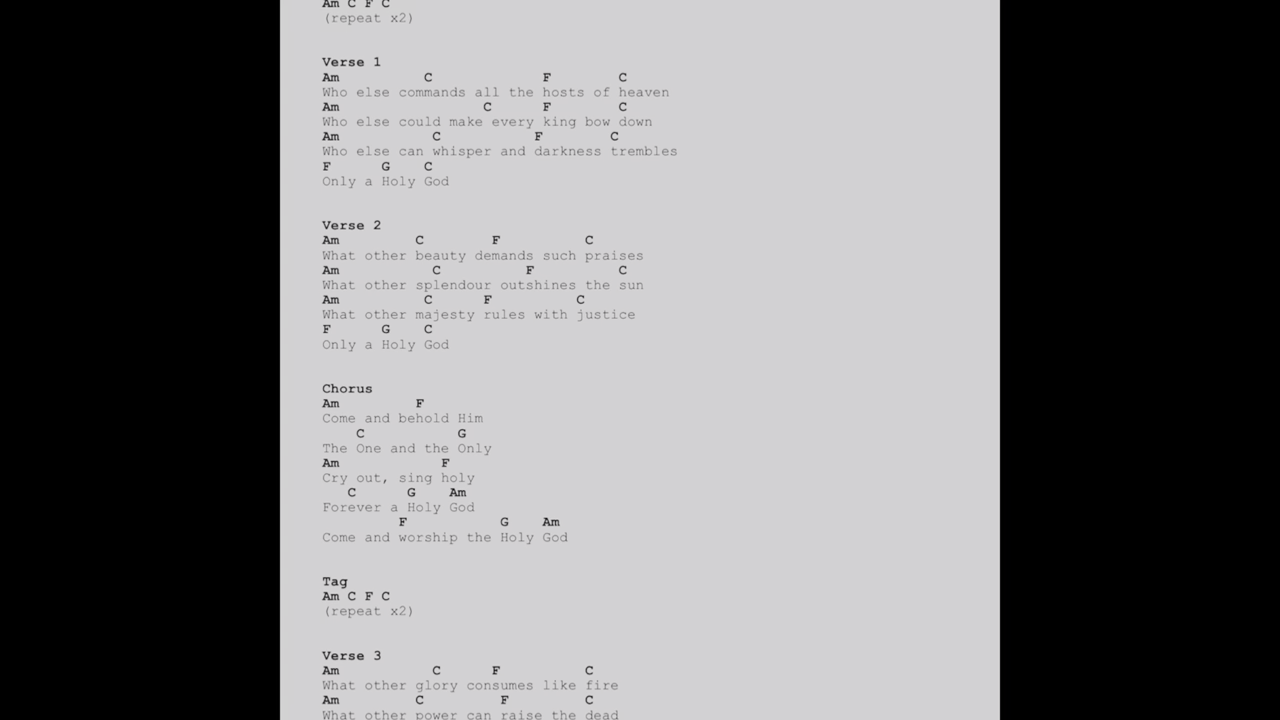 Am C F C
(repeat x2)
Verse 1
Am C F C
Who else commands all the hosts of heaven
Am C F C
Who else could make every king bow down
Am C F C
Who else can whisper and darkness trembles
F G C
Only a Holy God
Verse 2
Am C F C
What other beauty demands such praises
Am C F C
What other splendour outshines the sun
Am C F C
What other majesty rules with justice
F G C
Only a Holy God
Chorus
Am F
Come and behold Him
C G
The One and the Only
Am F
Cry out, sing holy
C G Am
Forever a Holy God
F G Am
Come and worship the Holy God
Tag
Am C F C
(repeat x2)
Verse 3
Am C F C
What other glory consumes like fire
Am C F C
What other power can raise the dead